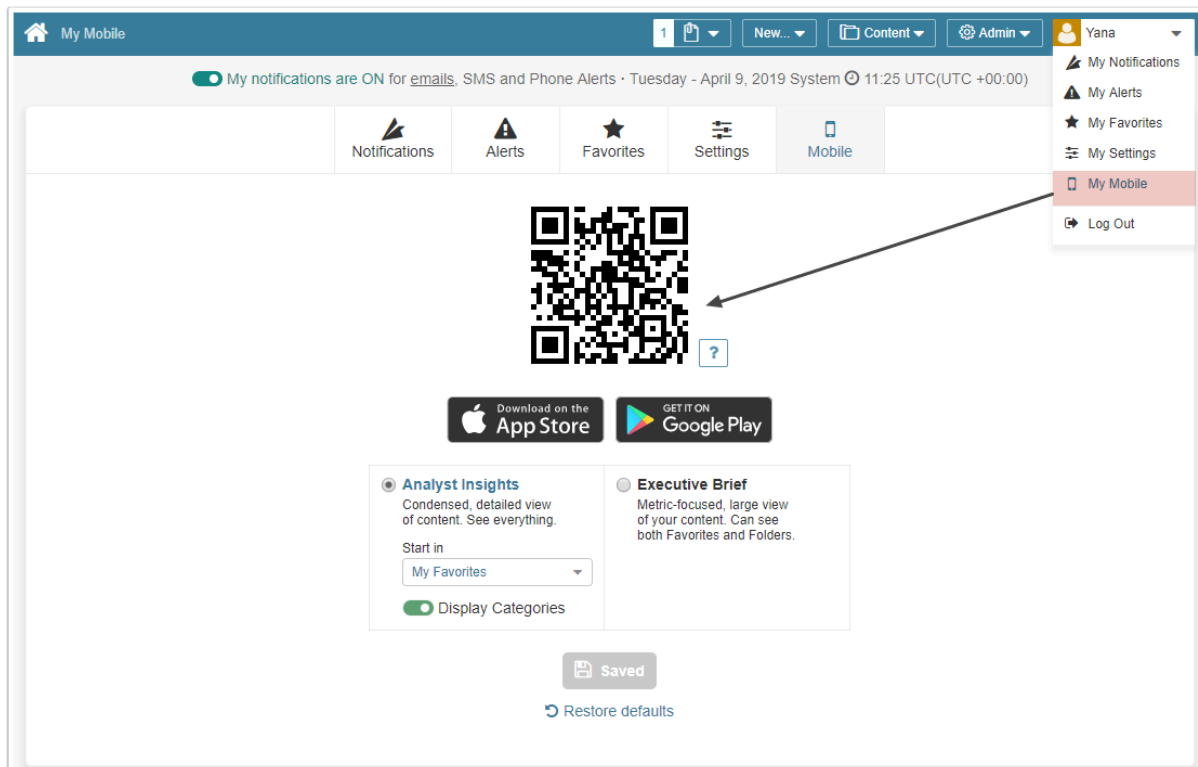 My Mobile
1
New...
Content
Admin
Yana
My Notifications
My Alerts
My Favorites
My Settings
My Mobile
Log Out
My notifications are ON for emails, SMS and Phone Alerts · Tuesday - April 9, 2019 System 11:25 UTC(UTC +00:00)
Notifications
Alerts
Favorites
Settings
Mobile
?
Download on the
App Store
GET IT ON
Google Play
Analyst Insights
Condensed, detailed view
of content. See everything.
Start in
My Favorites
Display Categories
Executive Brief
Metric-focused, large view
of your content. Can see
both Favorites and Folders.
Saved
Restore defaults